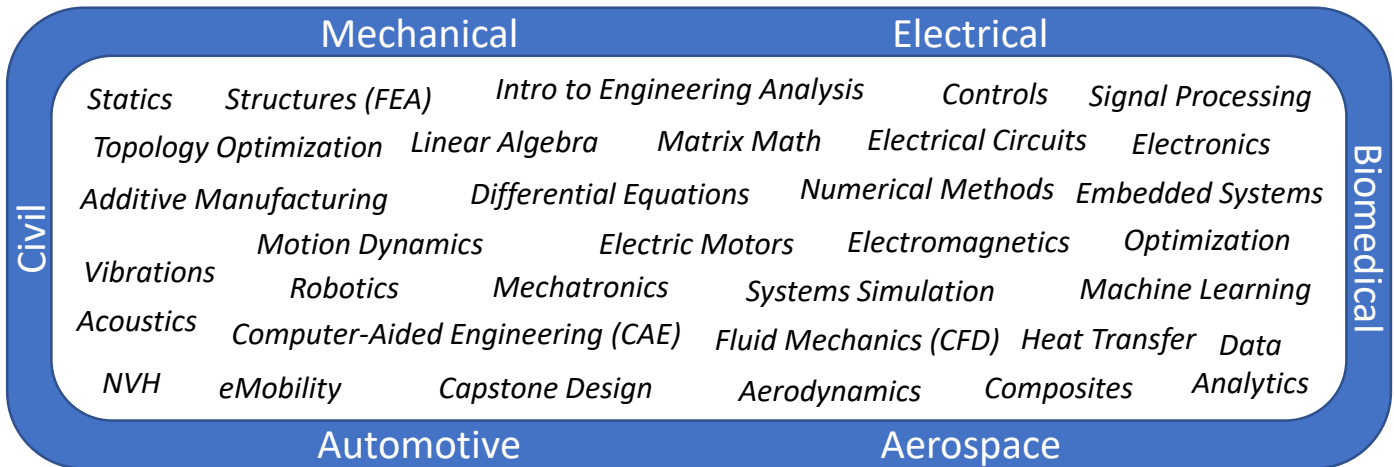 Mechanical Electrical
Statics Structures (FEA) Intro to Engineering Analysis Controls Signal Processing
Topology Optimization Linear Algebra Matrix Math Electrical Circuits Electronics
Additive Manufacturing Differential Equations Numerical Methods Embedded Systems
Civil
Biomedical
Motion Dynamics Electric Motors Electromagnetics Optimization
Vibrations Robotics Mechatronics Systems Simulation Machine Learning
Acoustics Computer-Aided Engineering (CAE) Fluid Mechanics (CFD) Heat Transfer Data
NVH eMobility Capstone Design Aerodynamics Composites Analytics
Automotive Aerospace